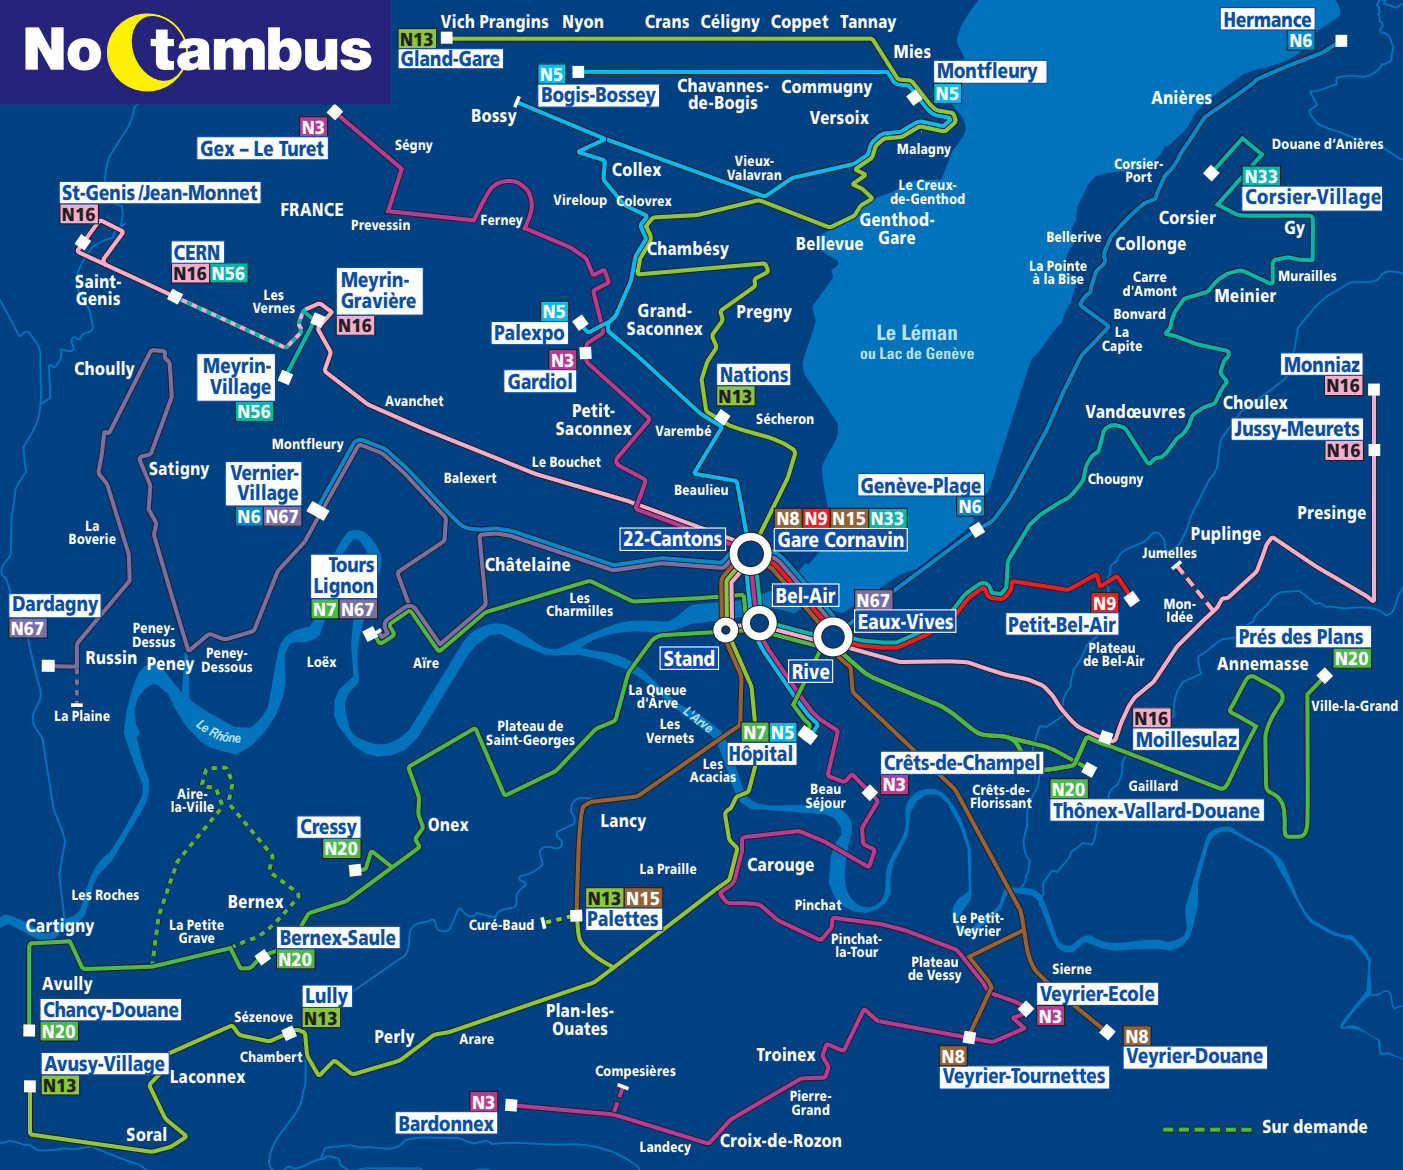 Noctambus
Vich Prangins Nyon Crans Céligny Coppet Tannay
N13
Gland-Gare
Mies
Hermance
N6
N5
Bogis-Bossey
Chavannes-
de-Bogis
Commugny
Versoix
Montfleury
N5
Bossy
Anières
N3
Gex – Le Turet
Ségny
Malagny
Douane d'Anières
Collex
Vieux-
Valavran
Corsier-
Port
N33
Corsier-Village
St-Genis /Jean-Monnet
N16
FRANCE
Prevessin
Ferney
Vireloup
Colovrex
Le Creux-
de-Genthod
Genthod-
Gare
Corsier
Gy
CERN
N16 N56
Chambésy
Bellevue
Bellerive
Collonge
La Pointe
à la Bise
Carre
d'Amont
Murailles
Meinier
Saint-
Genis
Les
Vernes
Meyrin-
Gravière
N16
N5
Palexpo
Grand-
Saconnex
Pregny
Bonvard
La
Capite
Le Léman
ou Lac de Genève
Choully
Meyrin-
Village
N56
N3
Gardiol
Nations
N13
Monniaz
N16
Avanchet
Petit-
Saconnex
Varembé
Sécheron
Vandœuvres
Choulex
Jussy-Meurets
N16
Montfleury
Satigny
Vernier-
Village
N6 N67
Balexert
Le Bouchet
Beaulieu
Genève-Plage
N6
Chougny
Presinge
La
Boverie
22-Cantons
N8 N9 N15 N33
Gare Cornavin
Puplinge
Jumelles
Tours
Lignon
N7 N67
Châtelaine
Les
Charmilles
Bel-Air
N67
Eaux-Vives
N9
Petit-Bel-Air
Mon-
Idée
Dardagny
N67
Peney-
Dessus
Russin
Peney
Peney-
Dessous
Loëx
Aïre
Stand
Rive
Plateau
de Bel-Air
Prés des Plans
N20
Annemasse
La Plaine
Le Rhône
La Queue
d'Arve
L'Arve
Ville-la-Grand
Plateau de
Saint-Georges
Les
Vernets
N7 N5
Hôpital
N16
Moillesulaz
Les
Acacias
Crêts-de-Champel
N3
Beau
Séjour
Crêts-de-
Florissant
N20
Thônex-Vallard-Douane
Gaillard
Aire-
la-Ville
Cressy
N20
Onex
Lancy
La Praille
Carouge
Les Roches
Bernex
N13 N15
Palettes
Curé-Baud
Pinchat
Le Petit-
Veyrier
Cartigny
La Petite
Grave
Bernex-Saule
N20
Pinchat-
la-Tour
Plateau
de Vessy
Sierne
Avully
Chancy-Douane
N20
Lully
N13
Sézenove
Plan-les-
Ouates
Veyrier-Ecole
N3
Avusy-Village
N13
Chambert
Perly
Arare
Troinex
N8
Veyrier-Tournettes
N8
Veyrier-Douane
Laconnex
Compesières
N3
Bardonnex
Pierre-
Grand
Soral
Landecy
Croix-de-Rozon
Sur demande